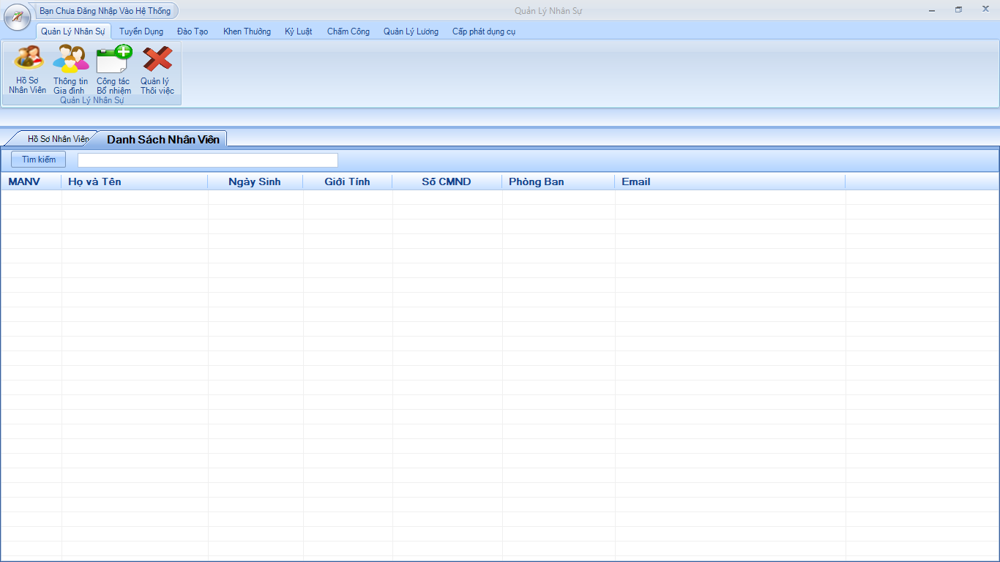 Bạn Chưa Đăng Nhập Vào Hệ Thống
Quản Lý Nhân Sự
Quản Lý Nhân Sự Tuyển Dụng Đào Tạo Khen Thưởng Kỷ Luật Chấm Công Quản Lý Lương Cấp phát dụng cụ
Hồ Sơ Nhân Viên
Thông tin Gia đình
Công tác Bổ nhiệm
Quản lý Thôi việc
Quản Lý Nhân Sự
Hồ Sơ Nhân Viên Danh Sách Nhân Viên
Tìm kiếm
MANV Họ và Tên Ngày Sinh Giới Tính Số CMND Phòng Ban Email